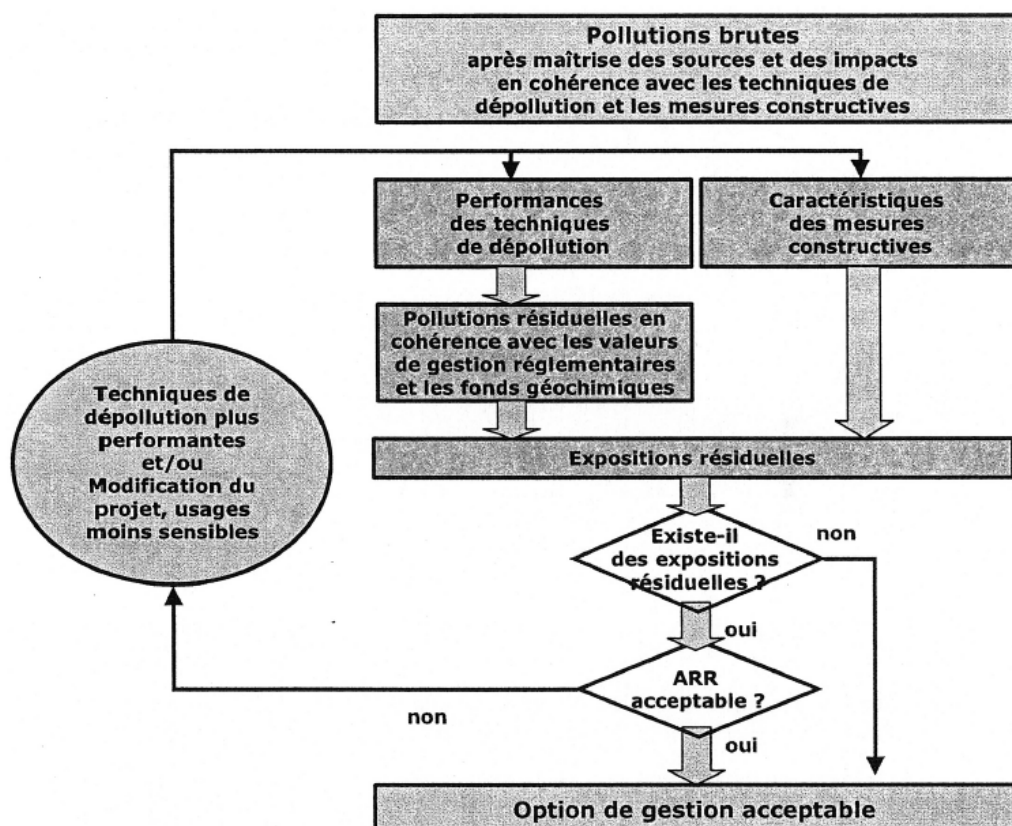 Pollutions brutes
après maîtrise des sources et des impacts
en cohérence avec les techniques de
dépollution et les mesures constructives
Performances
des techniques
de dépollution
Caractéristiques
des mesures
constructives
Pollutions résiduelles en
cohérence avec les valeurs
de gestion réglementaires
et les fonds géochimiques
Techniques de
dépollution plus
performantes
et/ou
Modification du
projet, usages
moins sensibles
Expositions résiduelles
Existe-il
des expositions
résiduelles ?
non
oui
ARR
acceptable ?
non
oui
Option de gestion acceptable